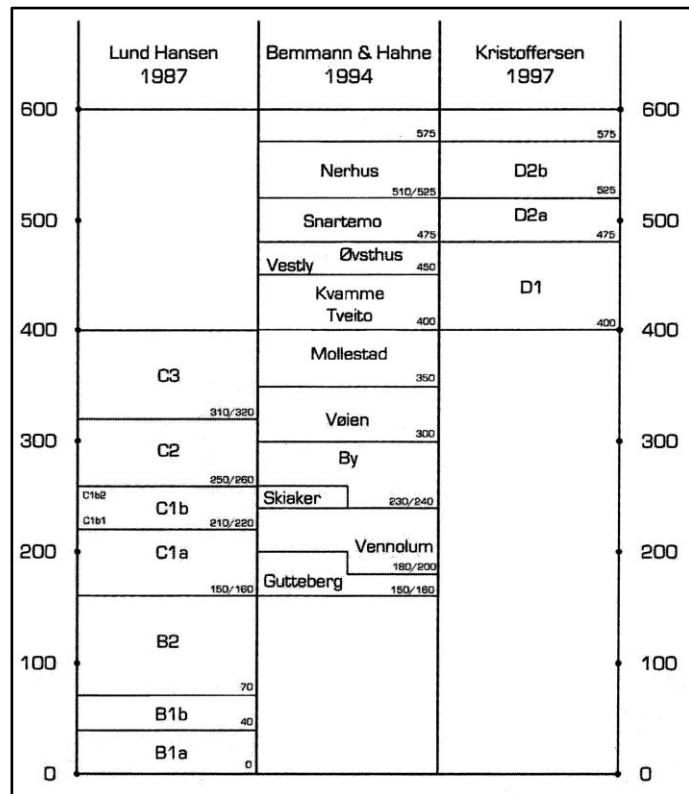 Lund Hansen
1987
Bemmann & Hahne
1994
Kristoffersen
1997
600
600
575
575
Nerhus
D2b
510/525
525
500
500
Snartemo
D2a
475
475
Øvsthus
Vestly
450
Kvamme
D1
Tveito
400
400
400
400
Mollestad
C3
350
310/320
Vøien
300
300
300
By
C2
250/260
C1b2
Skiaker
230/240
C1b
C1b1
210/220
200
200
C1a
Vennolum
180/200
Gutteberg
150/160
150/160
B2
100
100
70
B1b
40
B1a
0
0
0